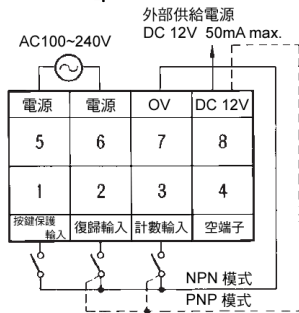 外部供給電源
DC 12V 50mA max.
AC100~240V
電源 電源 OV DC 12V
5 6 7 8
1 2 3 4
按鍵保護
輸入
復歸輸入 計數輸入 空端子
NPN 模式
PNP 模式